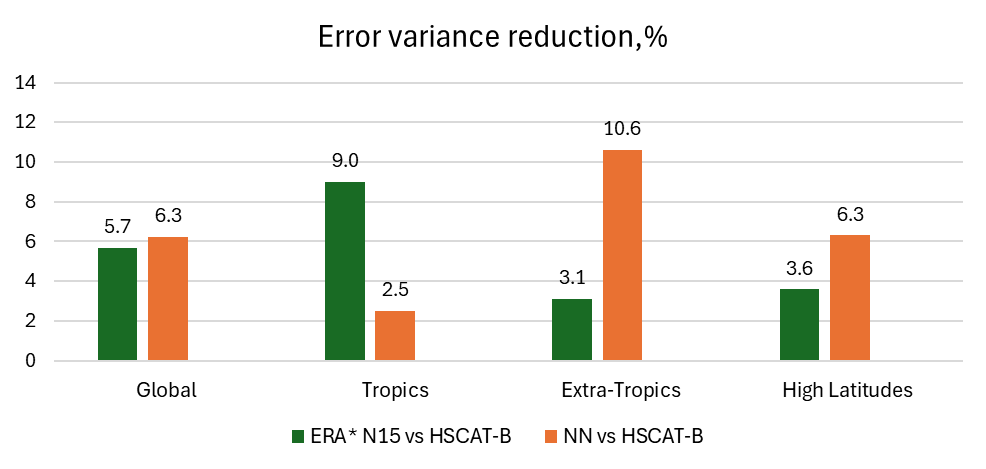 Error variance reduction,%
14
12
10
8
6
4
2
0
5.7
6.3
9.0
2.5
3.1
10.6
3.6
6.3
Global
Tropics
Extra-Tropics
High Latitudes
ERA* N15 vs HSCAT-B
NN vs HSCAT-B